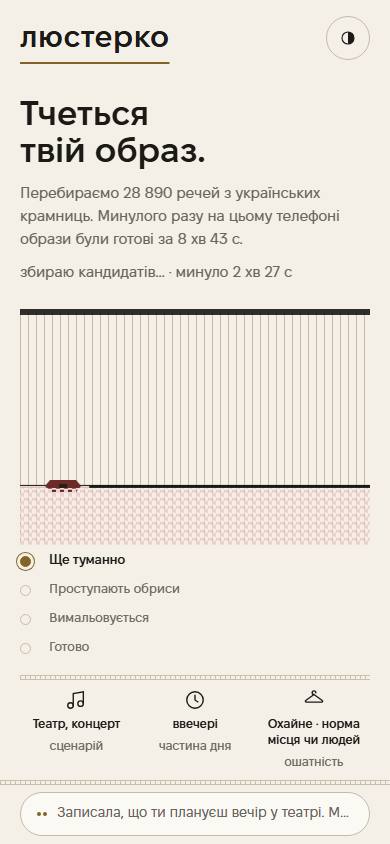 люстерко
Тчеться
твій образ.
Перебираємо 28 890 речей з українських
крамниць. Минулого разу на цьому телефоні
образи були готові за 8 хв 43 с.
збираю кандидатів… · минуло 2 хв 27 с
Ще туманно
Проступають обриси
Вимальовується
Готово
Театр, концерт
сценарій
ввечері
частина дня
Охайне · норма
місця чи людей
ошатність
Записала, що ти плануєш вечір у театрі. М…